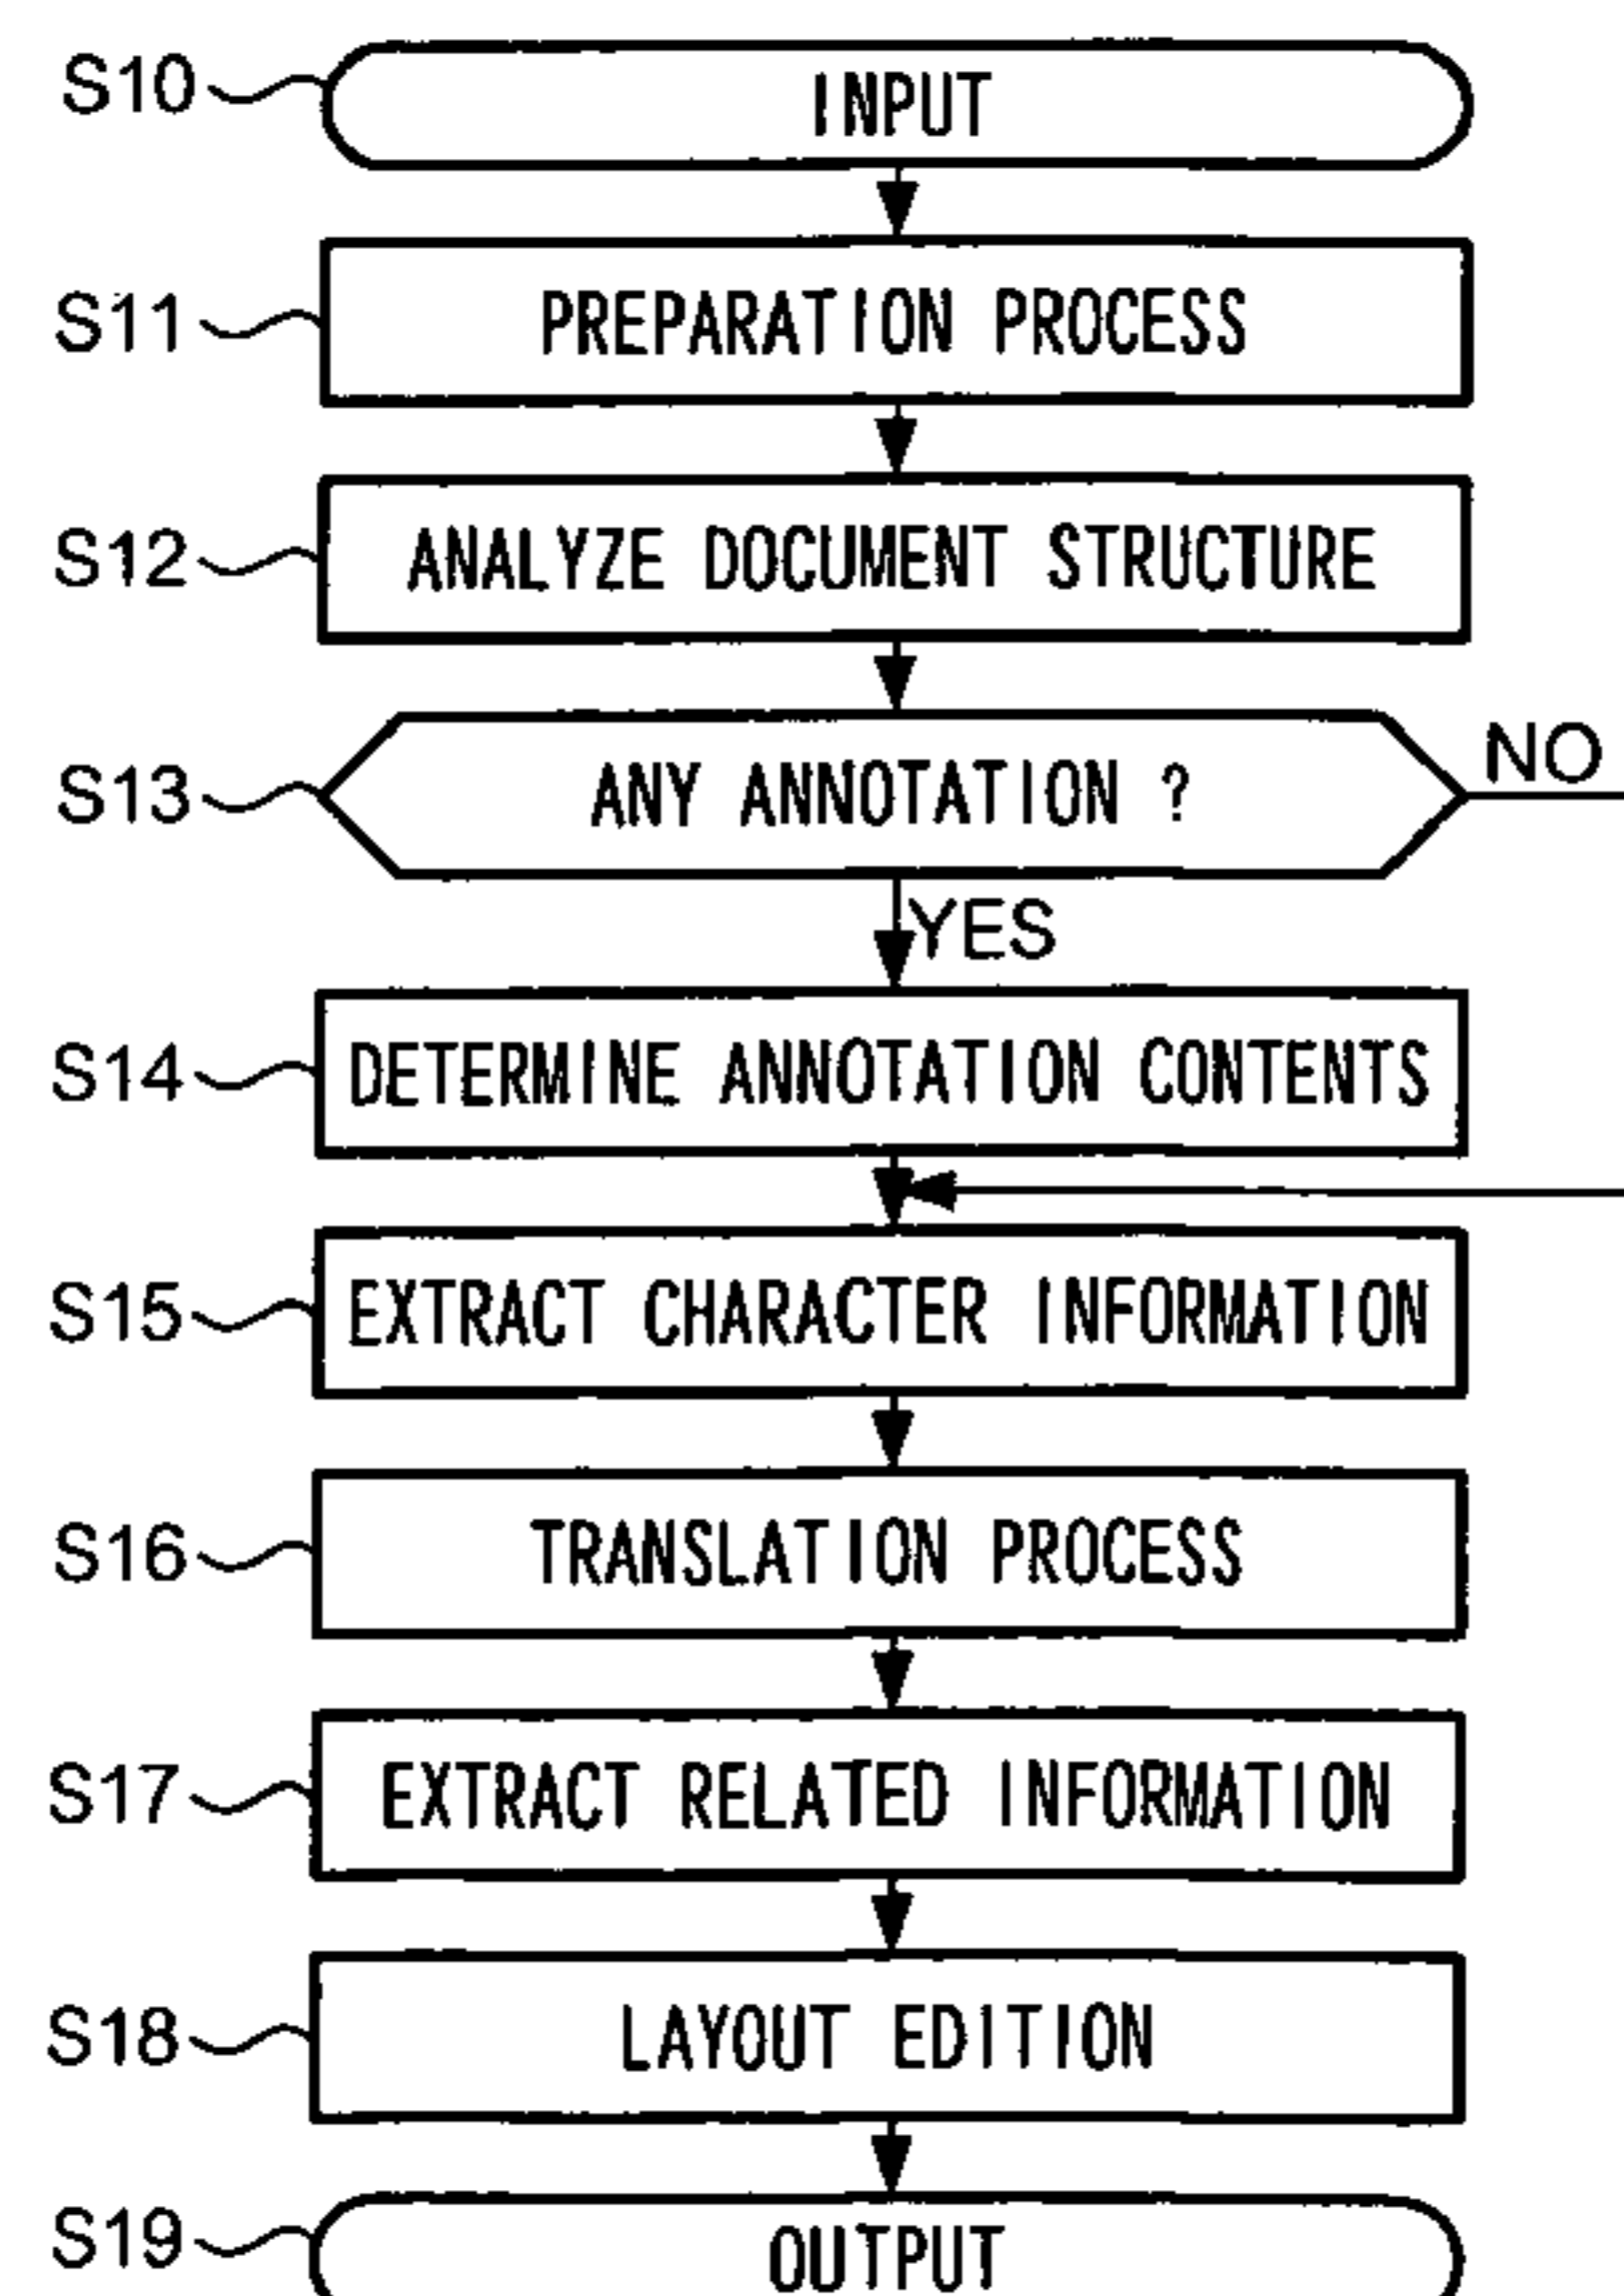 S10 INPUT
S11 PREPARATION PROCESS
S12 ANALYZE DOCUMENT STRUCTURE
S13 ANY ANNOTATION ? NO
YES
S14 DETERMINE ANNOTATION CONTENTS
S15 EXTRACT CHARACTER INFORMATION
S16 TRANSLATION PROCESS
S17 EXTRACT RELATED INFORMATION
S18 LAYOUT EDITION
S19 OUTPUT